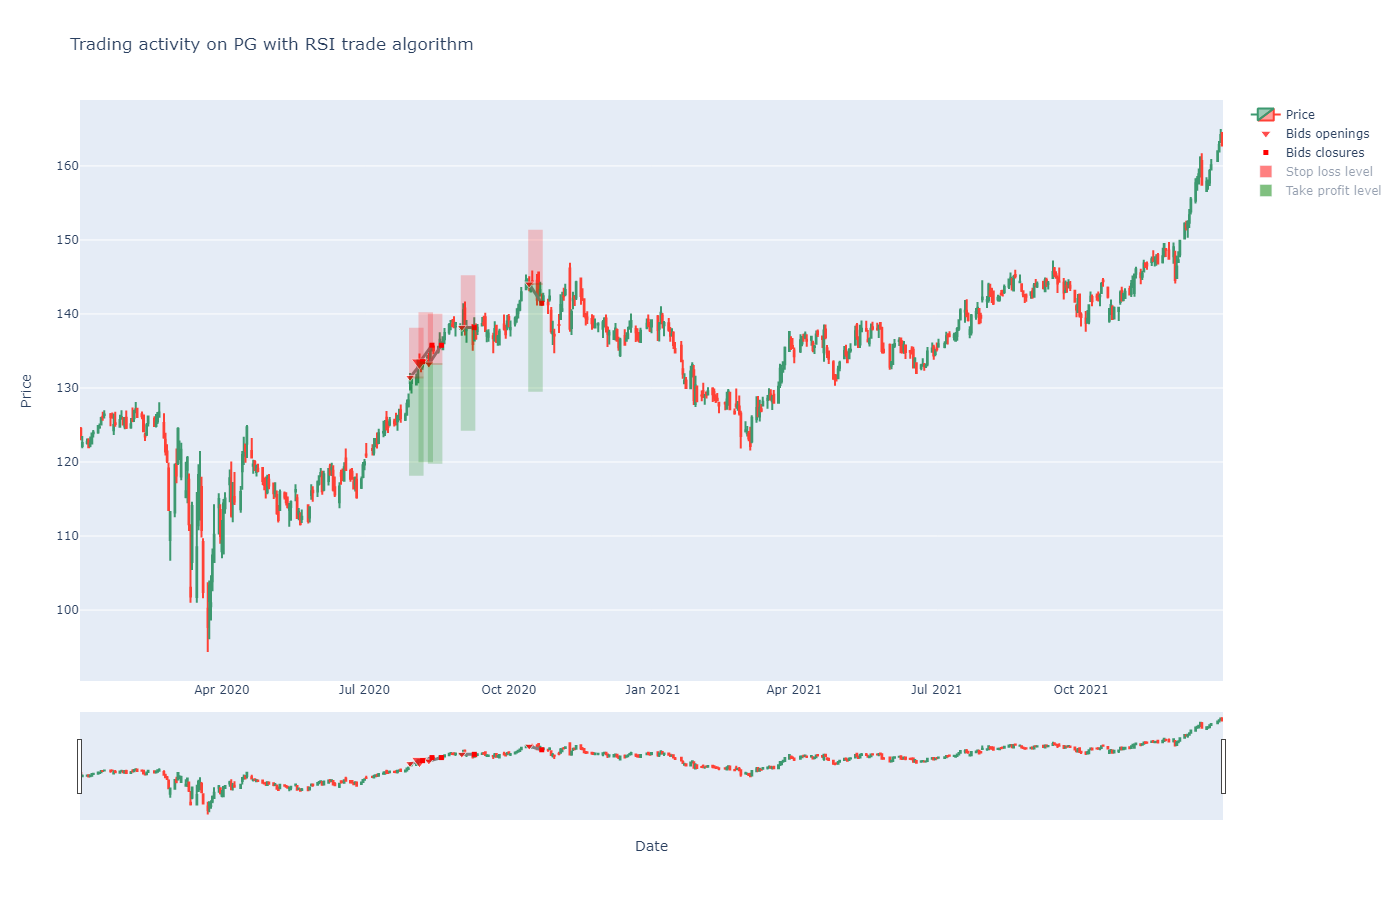 Trading activity on PG with RSI trade algorithm
Price
Bids openings
Bids closures
Stop loss level
Take profit level
160
150
140
130
120
110
100
Price
Apr 2020
Jul 2020
Oct 2020
Jan 2021
Apr 2021
Jul 2021
Oct 2021
Date